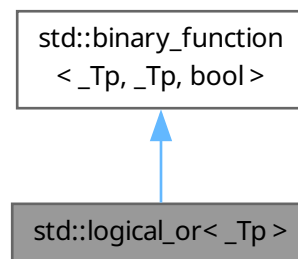 std::binary_function
< _Tp, _Tp, bool >
std::logical_or< _Tp >